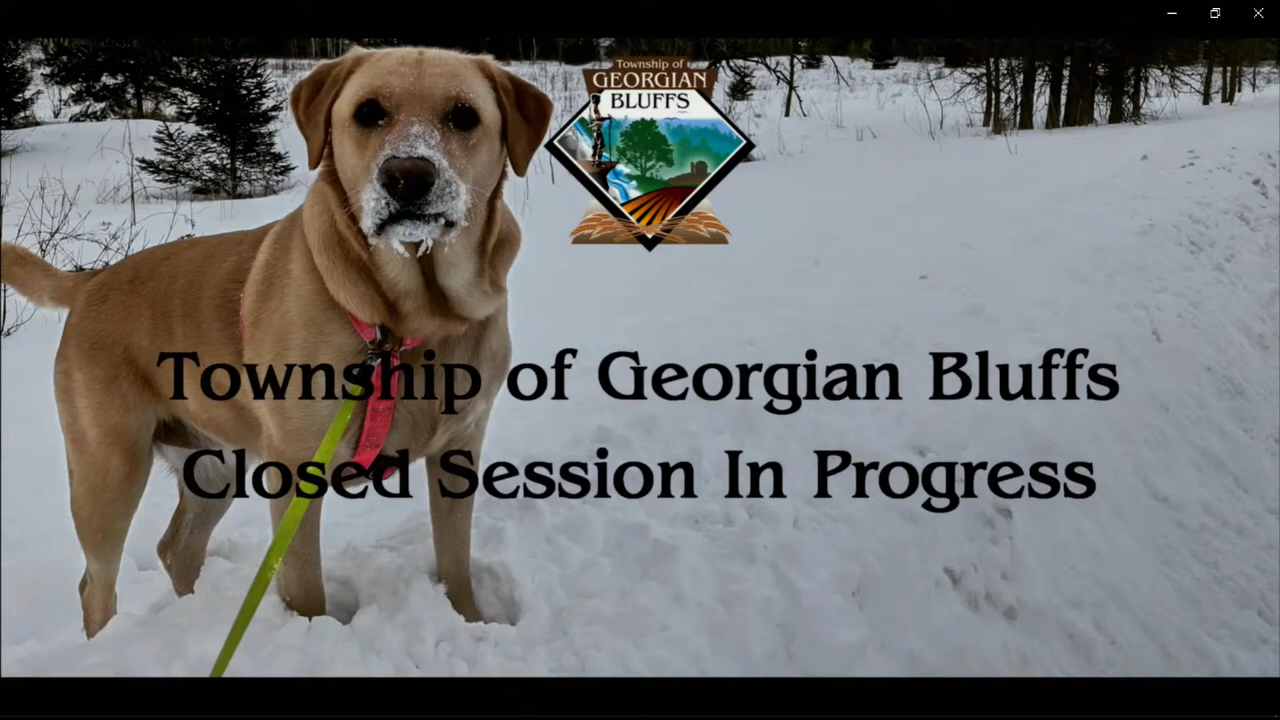 Township of
GEORGIAN
BLUFFS
Township of Georgian Bluffs
Closed Session In Progress